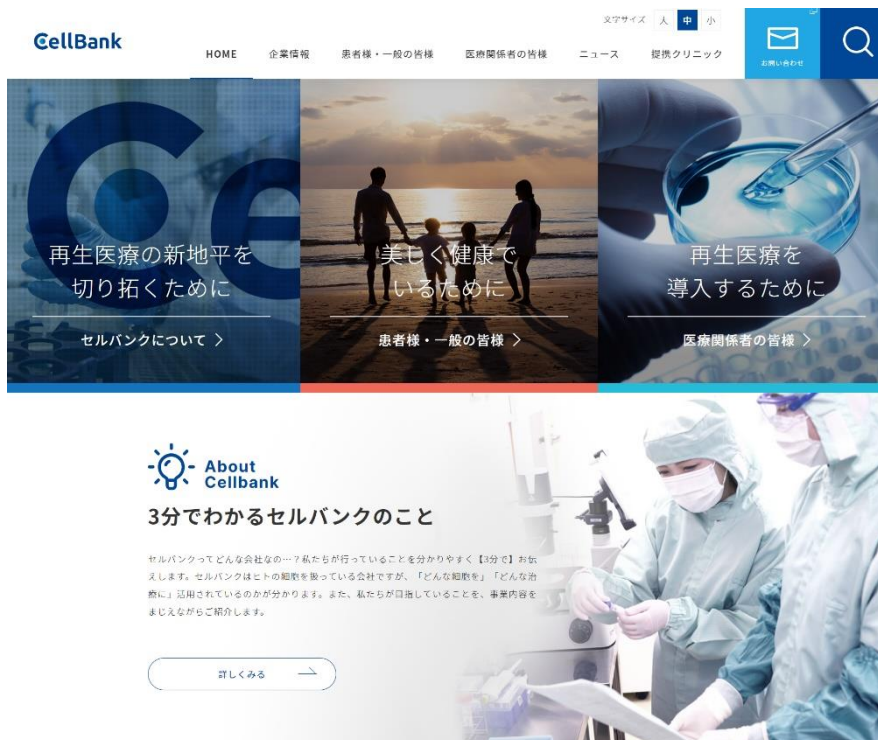 CellBank
文字サイズ 大 中 小
HOME 企業情報 患者様・一般の皆様 医療関係者の皆様 ニュース 提携クリニック
お問い合わせ
再生医療の新地平を
切り拓くために
セルバンクについて
美しく健康で
いるために
患者様・一般の皆様
再生医療を
導入するために
医療関係者の皆様
About
Cellbank
3分でわかるセルバンクのこと
セルバンクってどんな会社なの…？私たちが行っていることを分かりやすく【3分で】お伝
えします。セルバンクはヒトの細胞を扱っている会社ですが、「どんな細胞を」「どんな治
療に」活用されているのかが分かります。また、私たちが目指していることを、事業内容を
まじえながらご紹介します。
詳しくみる